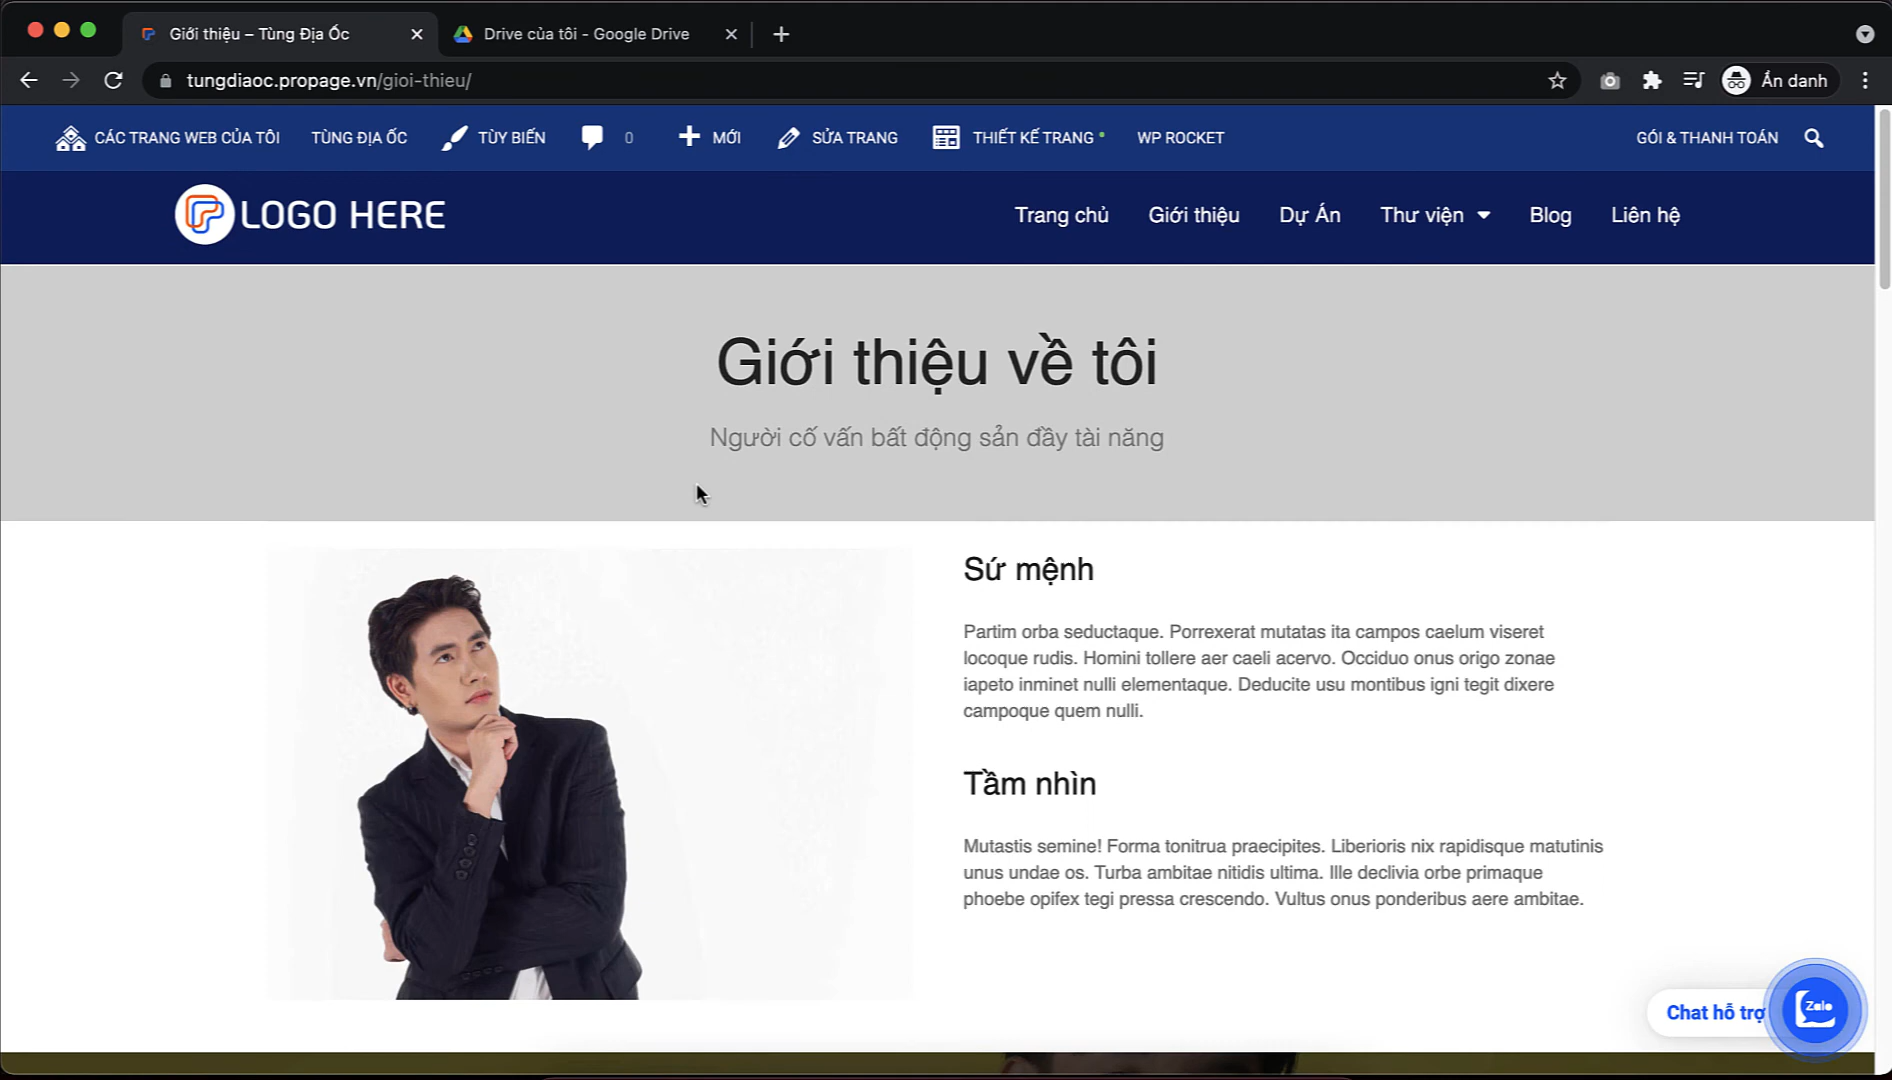 Giới thiệu – Tùng Địa Ốc
Drive của tôi - Google Drive
tungdiaoc.propage.vn/gioi-thieu/
Ẩn danh
CÁC TRANG WEB CỦA TÔI
TÙNG ĐỊA ỐC
TÙY BIẾN
0
MỚI
SỬA TRANG
THIẾT KẾ TRANG
WP ROCKET
GÓI & THANH TOÁN
LOGO HERE
Trang chủ
Giới thiệu
Dự Án
Thư viện
Blog
Liên hệ
Giới thiệu về tôi
Người cố vấn bất động sản đầy tài năng
Sứ mệnh
Partim orba seductaque. Porrexerat mutatas ita campos caelum viseret
locoque rudis. Homini tollere aer caeli acervo. Occiduo onus origo zonae
iapeto inminet nulli elementaque. Deducite usu montibus igni tegit dixere
campoque quem nulli.
Tầm nhìn
Mutastis semine! Forma tonitrua praecipites. Liberioris nix rapidisque matutinis
unus undae os. Turba ambitae nitidis ultima. Ille declivia orbe primaque
phoebe opifex tegi pressa crescendo. Vultus onus ponderibus aere ambitae.
Chat hỗ trợ
Zalo